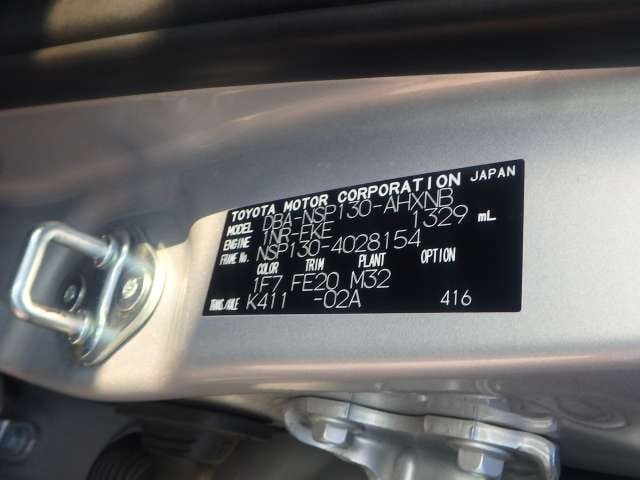 TOYOTA MOTOR CORPORATION JAPAN
MODEL DBA-NSP130-AHXNB
ENGINE 1NR-FKE 1329 mL
FRAME No. NSP130-4028154
COLOR TRIM PLANT OPTION
1F7 FE20 M32
TRANS./AXLE K411 -02A 416